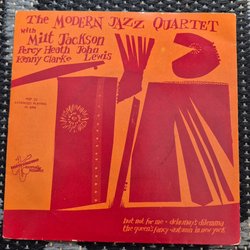 The MODERN JAZZ QUARTET
with Milt Jackson
Percy Heath John
Kenny Clarke Lewis
but not for me • delaunay's dilemma
the queen's fancy • autumn in new york